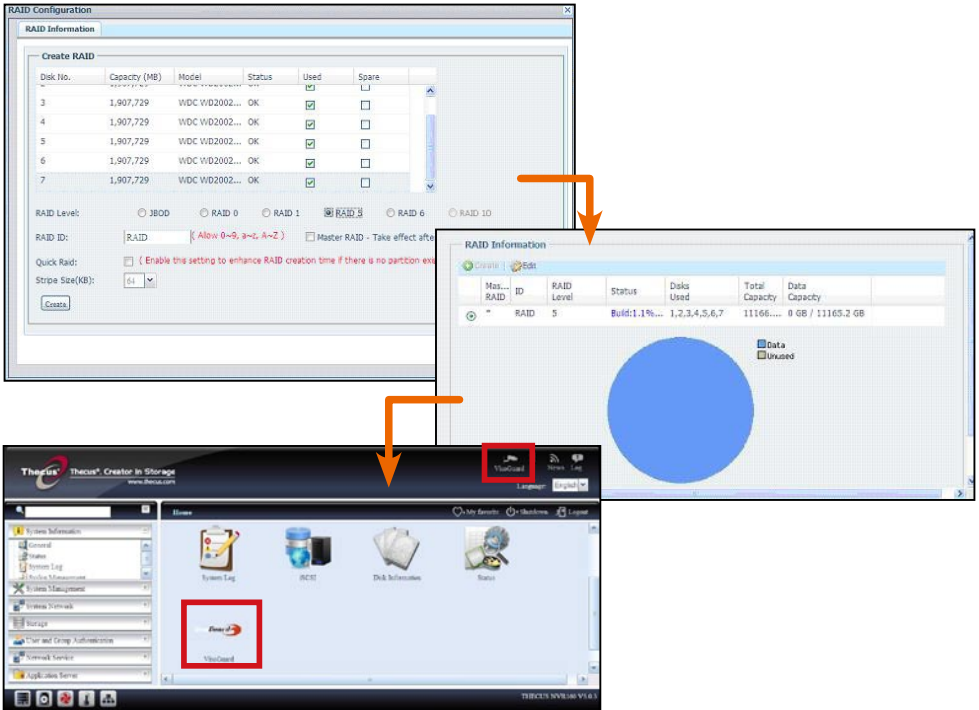 RAID Configuration
RAID Information
Create RAID
Disk No. Capacity (MB) Model Status Used Spare
3 1,907,729 WDC WD2002... OK
4 1,907,729 WDC WD2002... OK
5 1,907,729 WDC WD2002... OK
6 1,907,729 WDC WD2002... OK
7 1,907,729 WDC WD2002... OK
RAID Level: JBOD RAID 0 RAID 1 RAID 5 RAID 6 RAID 10
RAID ID: RAID ( Allow 0~9, a~z, A~Z ) Master RAID - Take effect afte
Quick Raid: ( Enable this setting to enhance RAID creation time if there is no partition exis
Stripe Size(KB): 64
Create
RAID Information
Create Edit
Mas... RAID ID RAID Level Status Disks Used Total Capacity Data Capacity
* RAID 5 Build:1.1%... 1,2,3,4,5,6,7 11166.... 0 GB / 11165.2 GB
Data
Unused
Thecus Thecus®, Creator in Storage
www.thecus.com
VisoGuard News Log
Language: English
Home My favorite Shutdown Logout
System Information
General
Status
System Log
System Management
System Network
Storage
User and Group Authentication
Network Service
Application Server
System Log iSCSI Disk Information Status
VisoGuard
THECUS NVR100 V3.0.3